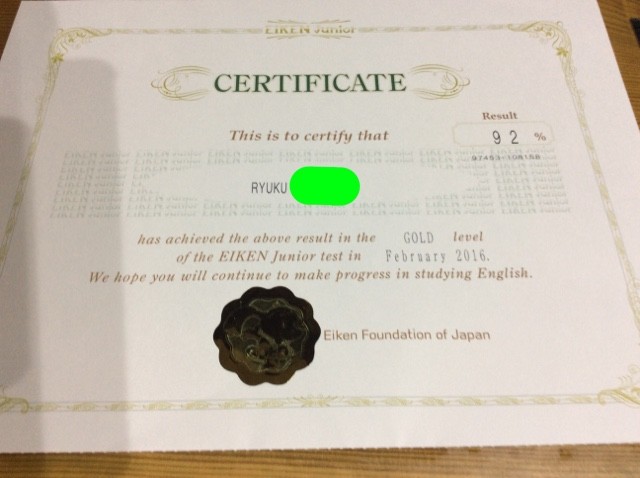 EIKEN Junior
CERTIFICATE
Result
This is to certify that
92 %
97453-108158
RYUKU
has achieved the above result in the GOLD level
of the EIKEN Junior test in February 2016.
We hope you will continue to make progress in studying English.
Eiken Foundation of Japan